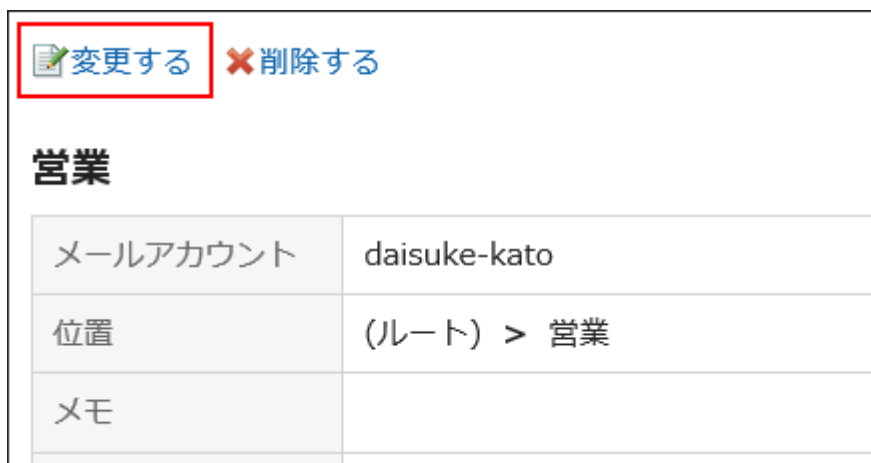 変更する 削除する
営業
メールアカウント daisuke-kato
位置 (ルート) > 営業
メモ